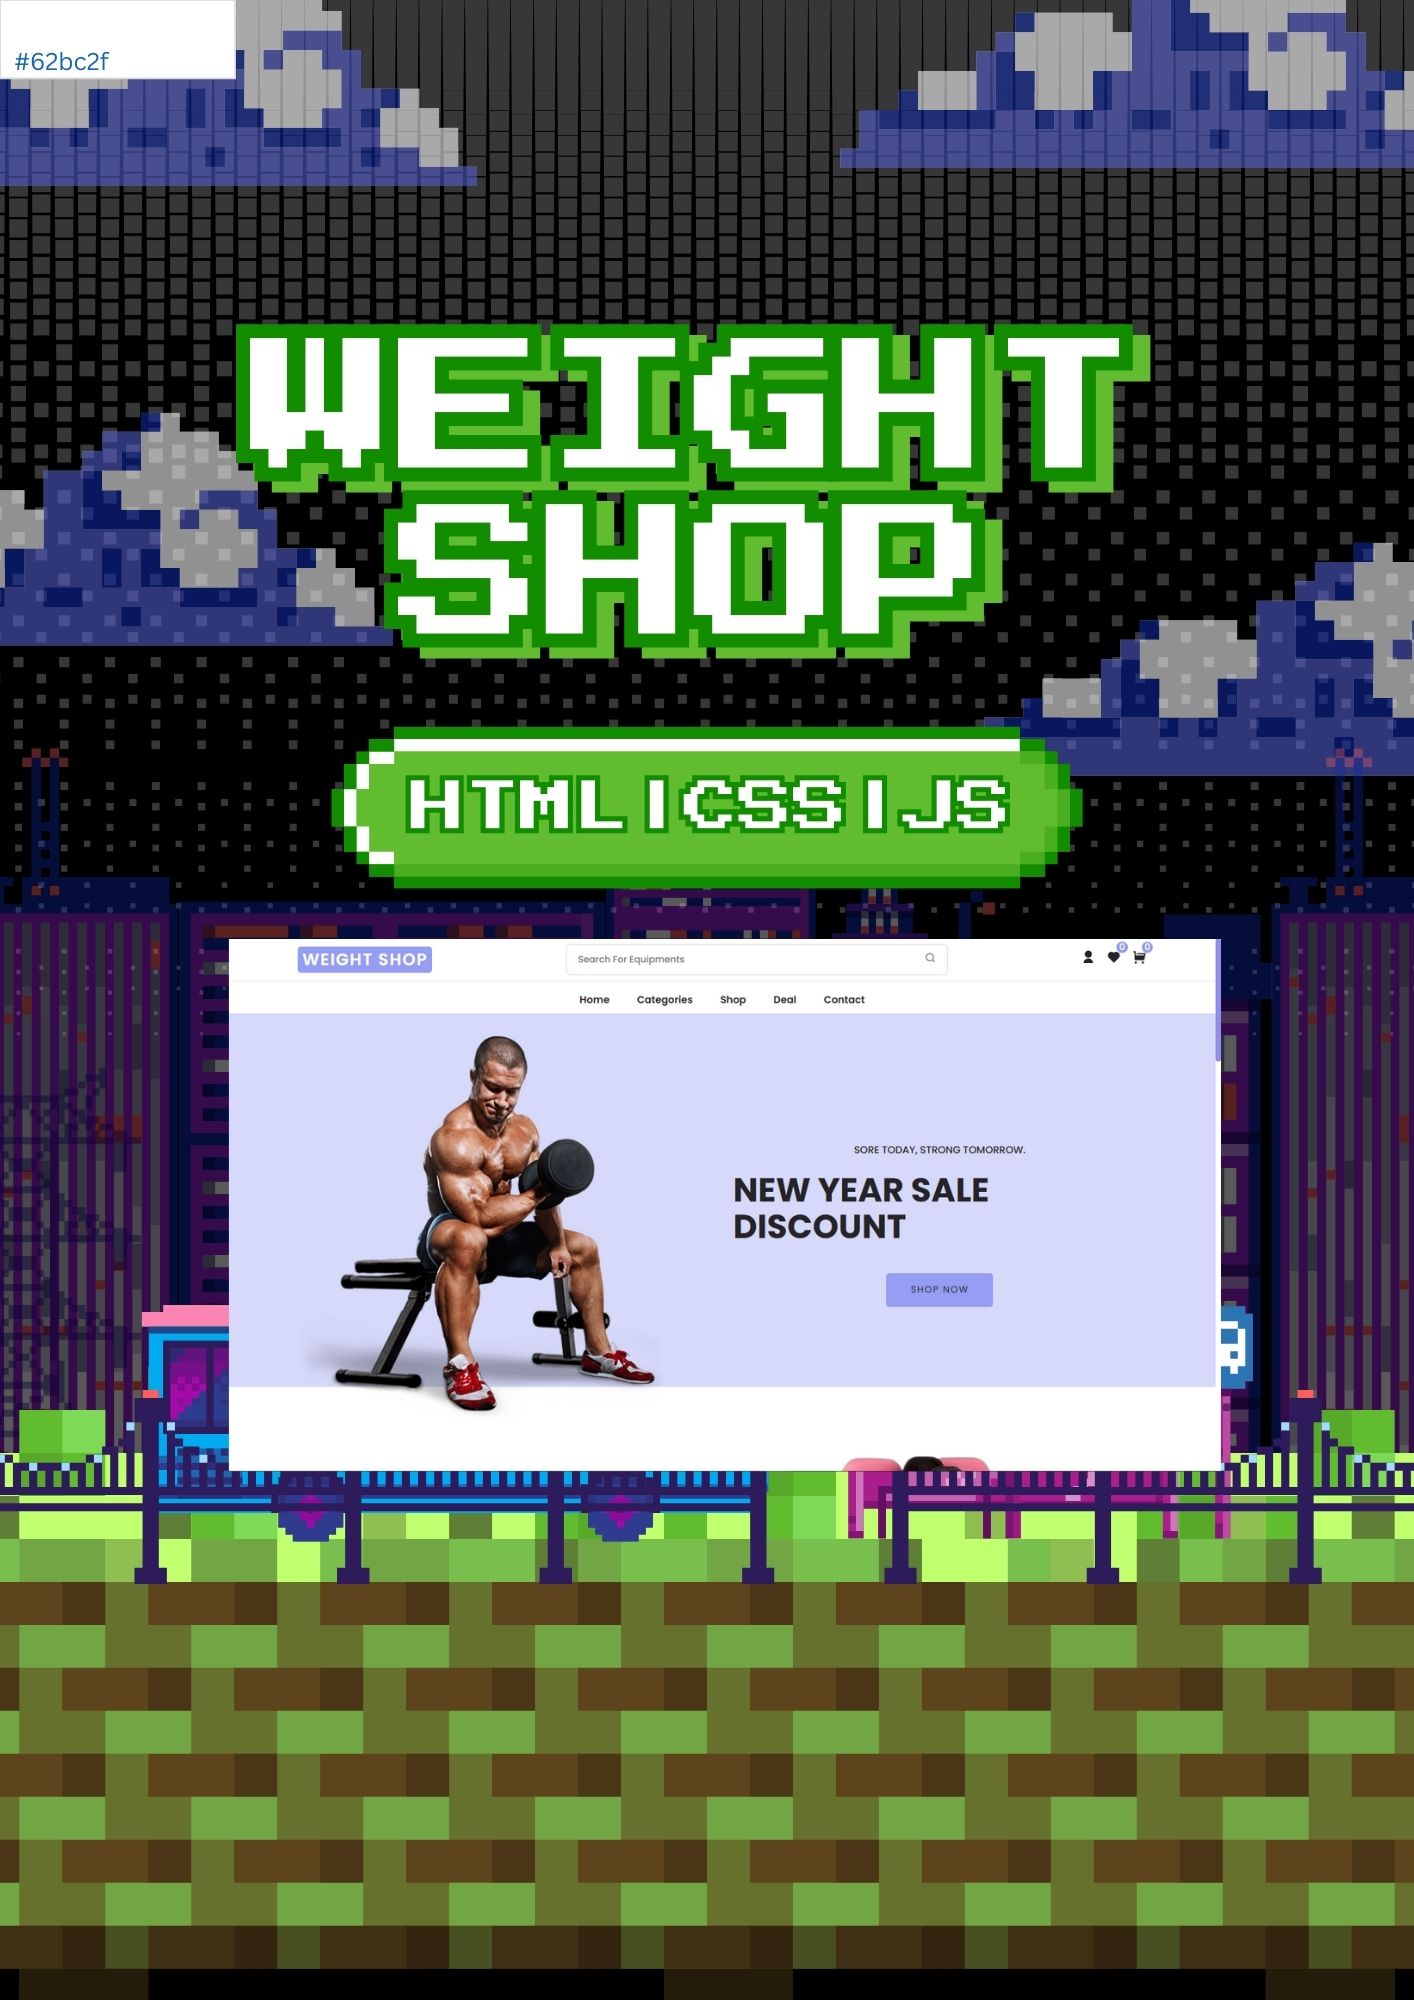 #62bc2f
WEIGHT
SHOP
HTML | CSS | JS
WEIGHT SHOP
Search For Equipments
0
0
Home
Categories
Shop
Deal
Contact
SORE TODAY, STRONG TOMORROW.
NEW YEAR SALE
DISCOUNT
SHOP NOW